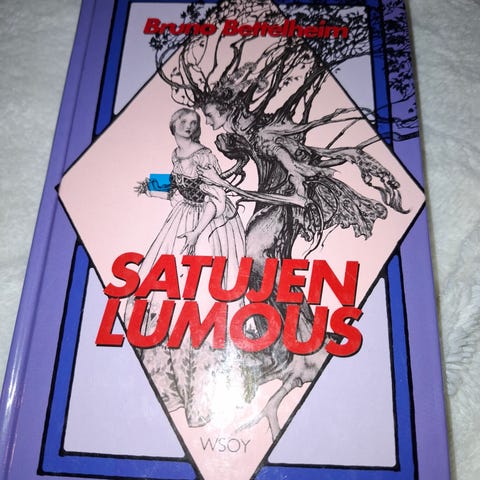 Bruno Bettelheim
SATUJEN
LUMOUS
WSOY